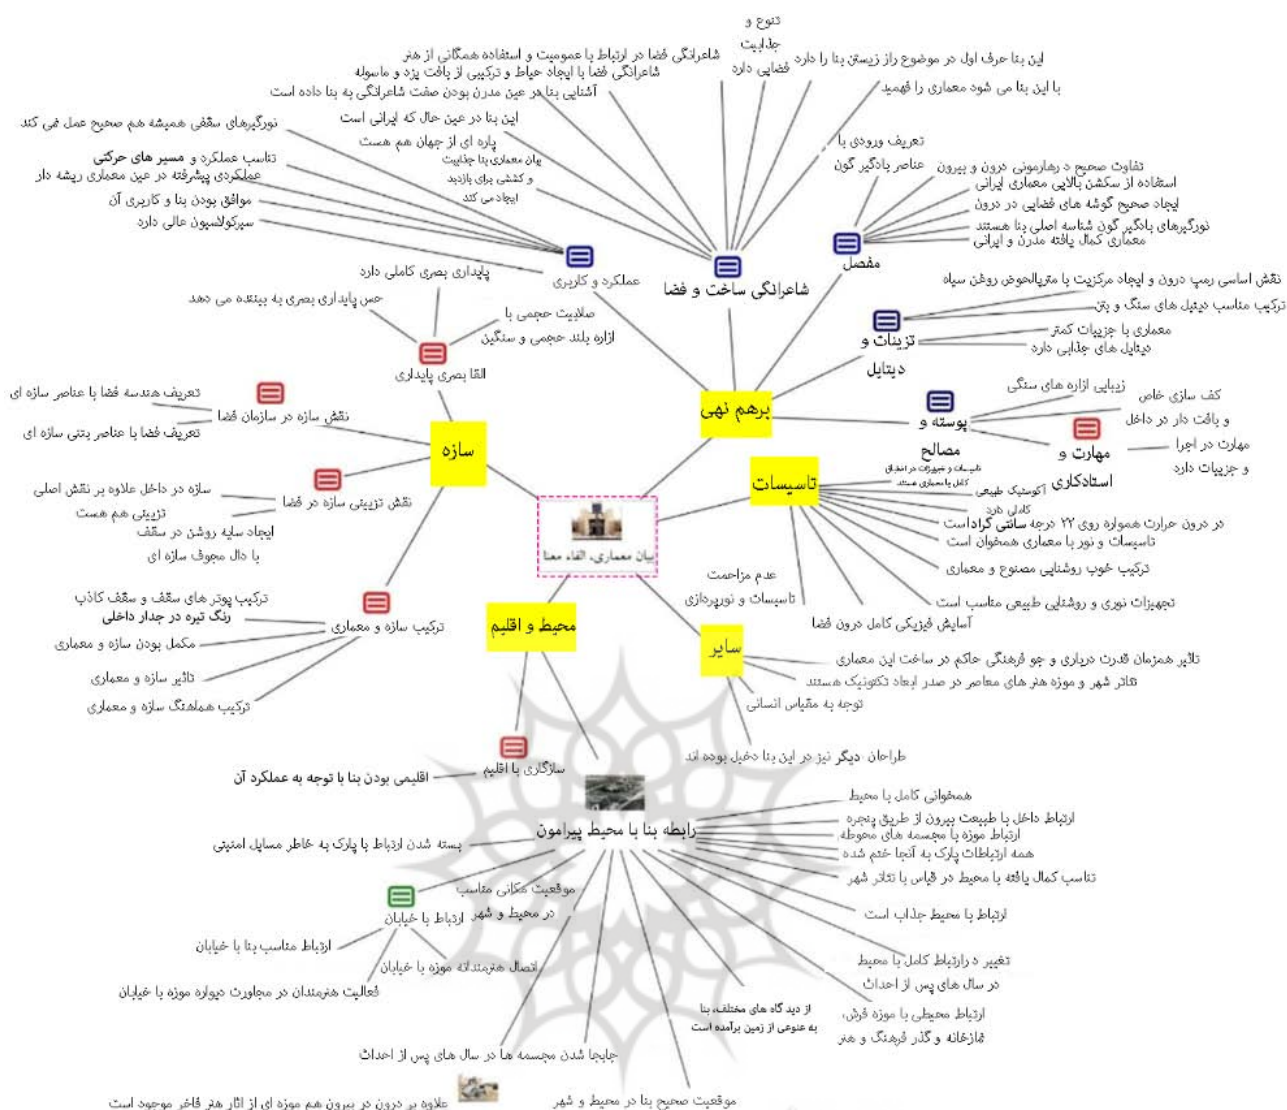 تنوع و
جذابیت
فضایی دارد
شاعرانگی فضا در ارتباط با عمومیت و استفاده همگانی از هنر
این بنا حرف اول در موضوع راز زیستن بنا را دارد
شاعرانگی فضا با ایجاد حیاط و ترکیبی از بافت یزد و ماسوله
با این بنا می شود معماری را فهمید
آشنایی بنا در عین مدرن بودن صفت شاعرانگی به بنا داده است
این بنا در عین حال که ایرانی است
پاره ای از جهان هم هست
بیان معماری بنا جذابیت
و کششی برای بازدید
ایجاد می کند
شاعرانگی ساخت و فضا
نورگیرهای سقفی همیشه هم صحیح عمل نمی کند
تناسب عملکرد و مسیر های حرکتی
عملکردی پیشرفته در عین معماری ریشه دار
موافق بودن بنا و کاربری آن
سیرکولاسیون عالی دارد
عملکرد و کاربری
تعریف ورودی با
عناصر بادگیر گون
تفاوت صحیح د رهارمونی درون و بیرون
استفاده از سکشن بالایی معماری ایرانی
ایجاد صحیح گوشه های فضایی در درون
نورگیرهای بادگیر گون شناسه اصلی بنا هستند
معماری کمال یافته مدرن و ایرانی
مفصل
نقش اساسی رمپ درون و ایجاد مرکزیت با متریالحوض روغن سیاه
ترکیب مناسب دیتیل های سنگ و بتن
معماری با جزییات کمتر
دیتایل های جذابی دارد
تزینات و
دیتایل
برهم نهی
زیبایی ازاره های سنگی
کف سازی خاص
و بافت دار در داخل
پوسته و
مصالح
مهارت و
استادکاری
مهارت در اجرا
و جزییات دارد
پایداری بصری کاملی دارد
حس پایداری بصری به بیننده می دهد
صلابیت حجمی با
ازاره بلند حجمی و سنگین
القا بصری پایداری
سازه
تعریف هندسه فضا با عناصر سازه ای
نقش سازه در سازمان فضا
تعریف فضا با عناصر بتنی سازه ای
سازه در داخل علاوه بر نقش اصلی
تزیینی هم هست
نقش تزیینی سازه در فضا
ایجاد سایه روشن در سقف
با دال مجوف سازه ای
ترکیب پوتر های سقف و سقف کاذب
رنگ تیره در جدار داخلی
ترکیب سازه و معماری
مکمل بودن سازه و معماری
تاثیر سازه و معماری
ترکیب هماهنگ سازه و معماری
بیان معماری، القاء معنا
تاسیسات
تاسیسات و تجهیزات در انطباق
کامل با معماری هستند
آکوستیک طبیعی
کاملی دارد
در درون حرارت همواره روی ۲۲ درجه سانتی گراداست
تاسیسات و نور با معماری همخوان است
ترکیب خوب روشنایی مصنوع و معماری
تجهیزات نوری و روشنایی طبیعی مناسب است
آسایش فیزیکی کامل درون فضا
عدم مزاحمت
تاسیسات و نورپردازی
سایر
تاثیر همزمان قدرت درباری و جو فرهنگی حاکم در ساخت این معماری
تئاتر شهر و موزه هنر های معاصر در صدر ابعاد تکتونیک هستند
توجه به مقیاس انسانی
طراحان دیگر نیز در این بنا دخیل بوده اند
محیط و اقلیم
سازگاری با اقلیم
اقلیمی بودن بنا با توجه به عملکرد آن
رابطه بنا با محیط پیرامون
همخوانی کامل با محیط
ارتباط داخل با طبیعت بیرون از طریق پنجره
ارتباط موزه با مجسمه های محوطه
همه ارتباطات پارک به آنجا ختم شده
تناسب کمال یافته با محیط در قیاس با تئاتر شهر
ارتباط با محیط جذاب است
تغییر د رارتباط کامل با محیط
در سال های پس از احداث
ارتباط محیطی با موزه فرش،
نمازخانه و گذر فرهنگ و هنر
از دید گاه های مختلف، بنا
به عنوعی از زمین برآمده است
بسته شدن ارتباط با پارک به خاطر مسایل امنیتی
موقعیت مکانی مناسب
در محیط و شهر
ارتباط با خیابان
ارتباط مناسب بنا با خیابان
اتصال هنرمندانه موزه با خیابان
فعالیت هنرمندان در مجاورت دیواره موزه با خیابان
جابجا شدن مجسمه ها در سال های پس از احداث
موقعیت صحیح بنا در محیط و شهر
علاوه بر درون در بیرون هم موزه ای از اثار هنر فاخر موجود است